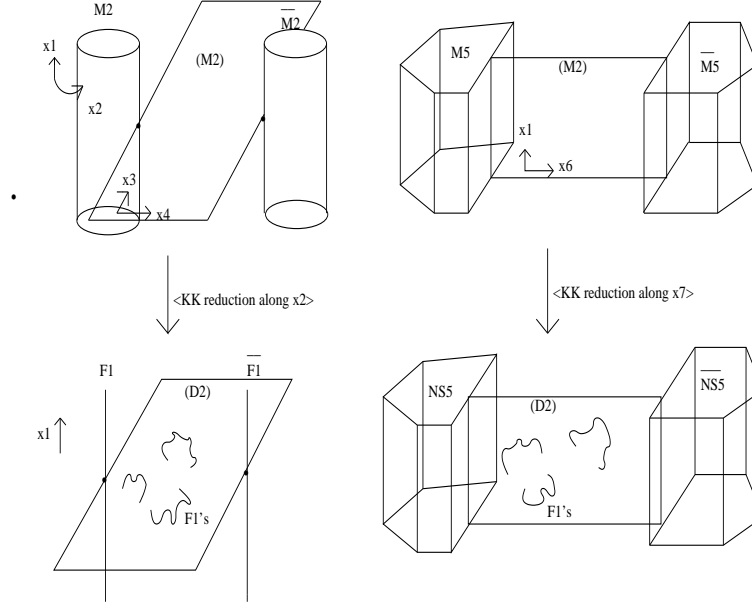 M2
M2
(M2)
x1
x2
x3
x4
M5
(M2)
M5
x1
x6
<KK reduction along x2>
<KK reduction along x7>
F1
F1
(D2)
x1
F1's
NS5
(D2)
NS5
F1's